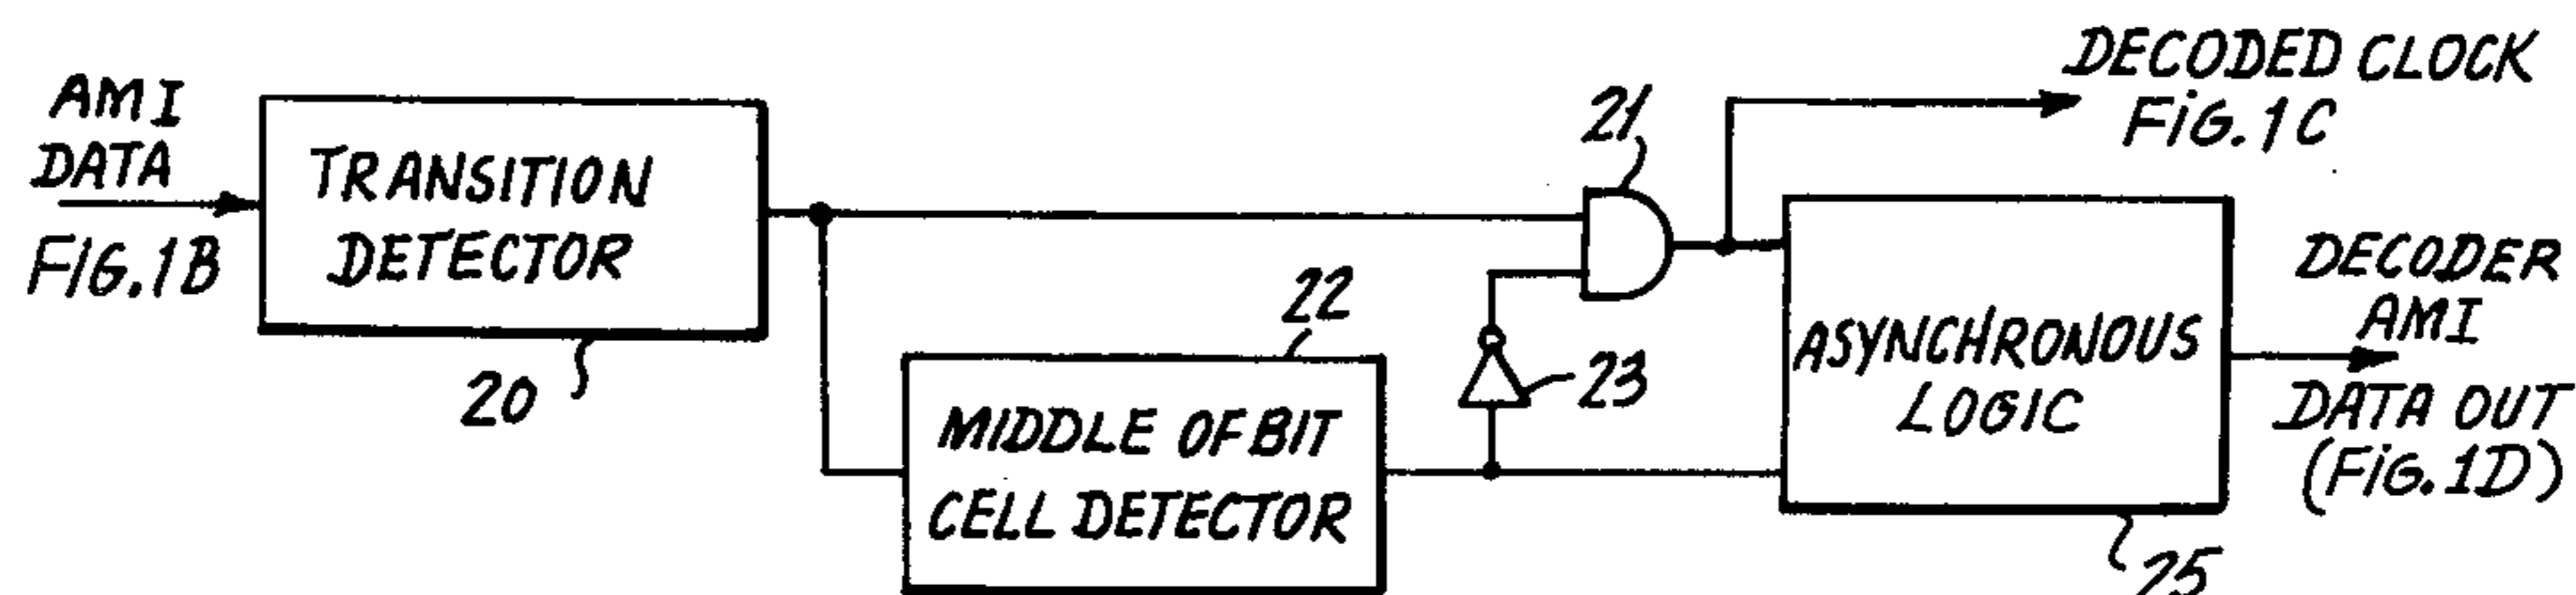 AMI
DATA
FIG.1B
TRANSITION
DETECTOR
20
21
DECODED CLOCK
FIG.1C
22
MIDDLE OF BIT
CELL DETECTOR
23
ASYNCHRONOUS
LOGIC
25
DECODER
AMI
DATA OUT
(FIG.1D)